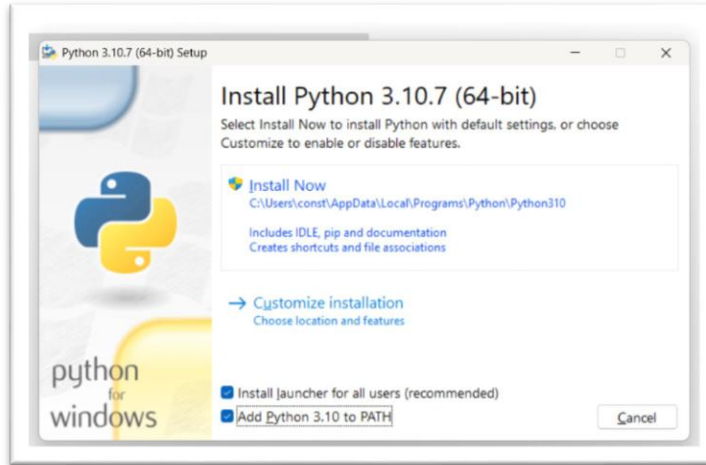 Python 3.10.7 (64-bit) Setup
Install Python 3.10.7 (64-bit)
Select Install Now to install Python with default settings, or choose
Customize to enable or disable features.
Install Now
C:\Users\const\AppData\Local\Programs\Python\Python310
Includes IDLE, pip and documentation
Creates shortcuts and file associations
Customize installation
Choose location and features
python
for
windows
Install launcher for all users (recommended)
Add Python 3.10 to PATH
Cancel